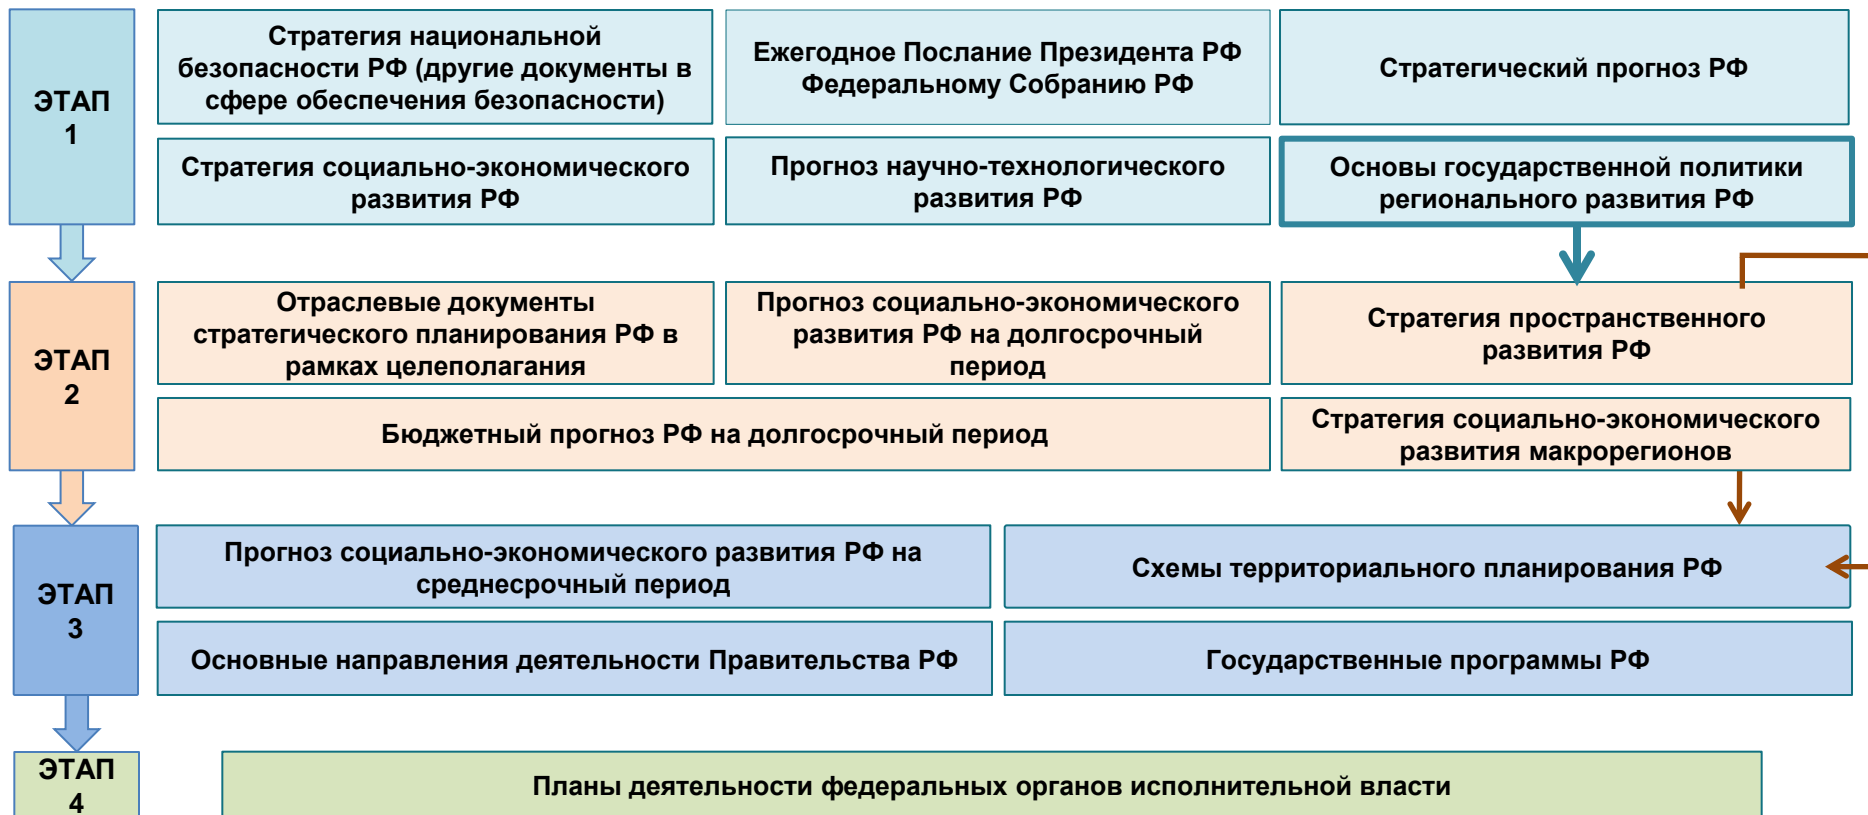 ЭТАП
1
Стратегия национальной
безопасности РФ (другие документы в
сфере обеспечения безопасности)
Ежегодное Послание Президента РФ
Федеральному Собранию РФ
Стратегический прогноз РФ
Стратегия социально-экономического
развития РФ
Прогноз научно-технологического
развития РФ
Основы государственной политики
регионального развития РФ
ЭТАП
2
Отраслевые документы
стратегического планирования РФ в
рамках целеполагания
Прогноз социально-экономического
развития РФ на долгосрочный
период
Стратегия пространственного
развития РФ
Бюджетный прогноз РФ на долгосрочный период
Стратегия социально-экономического
развития макрорегионов
ЭТАП
3
Прогноз социально-экономического развития РФ на
среднесрочный период
Схемы территориального планирования РФ
Основные направления деятельности Правительства РФ
Государственные программы РФ
ЭТАП
4
Планы деятельности федеральных органов исполнительной власти